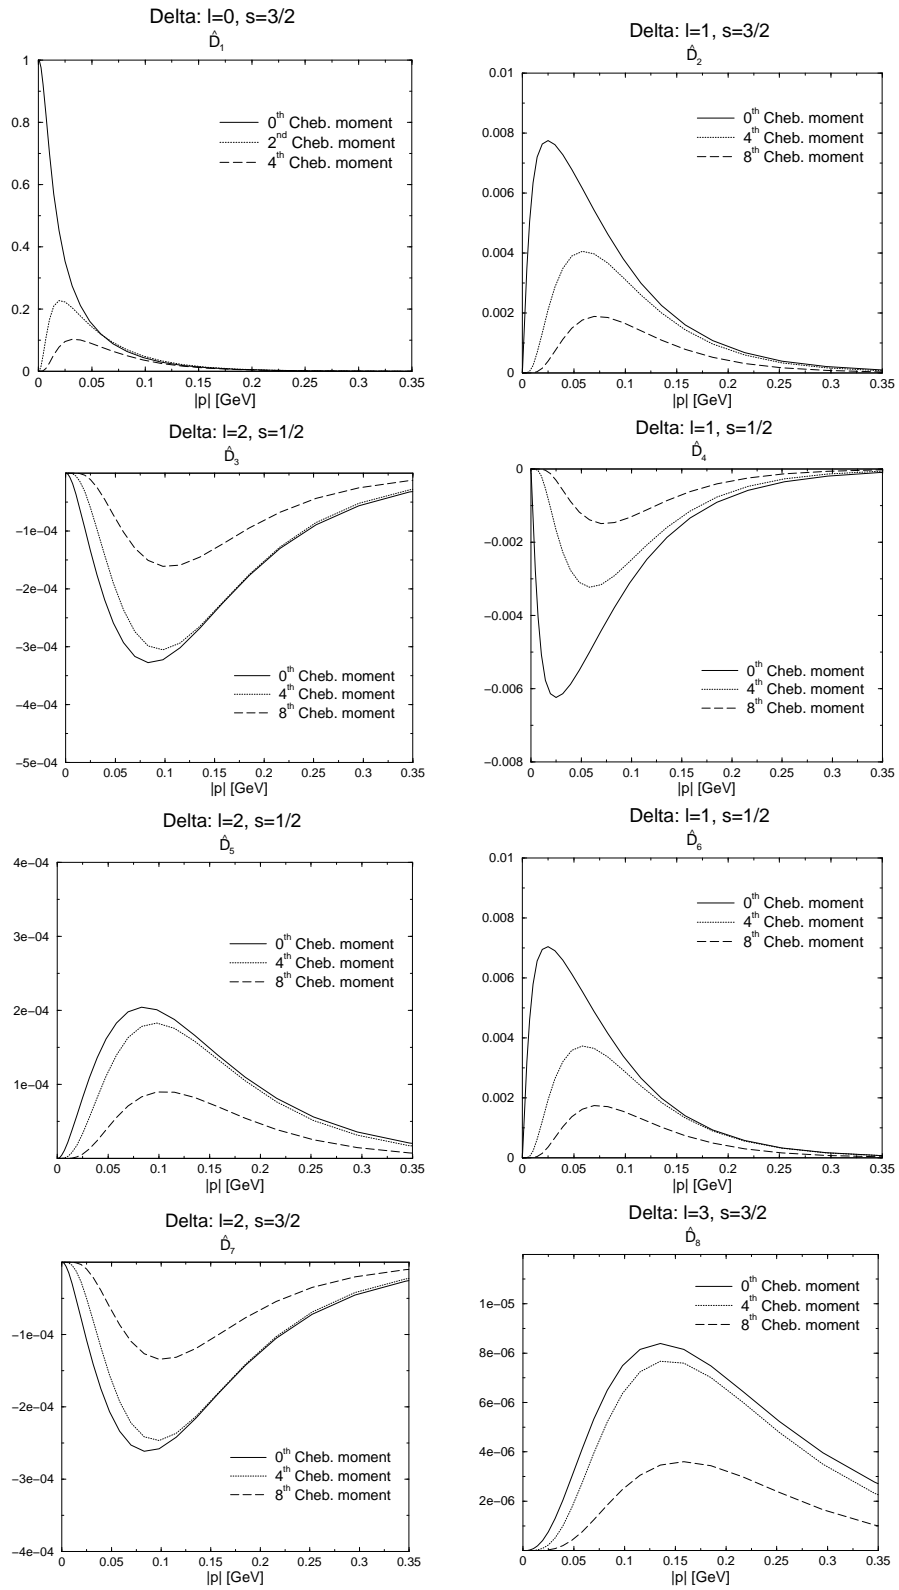 Delta: l=0, s=3/2
D̂₁
1
0.8
0.6
0.4
0.2
0
0th Cheb. moment
2nd Cheb. moment
4th Cheb. moment
0 0.05 0.1 0.15 0.2 0.25 0.3 0.35
|p| [GeV]
Delta: l=1, s=3/2
D̂₂
0.01
0.008
0.006
0.004
0.002
0
0th Cheb. moment
4th Cheb. moment
8th Cheb. moment
0 0.05 0.1 0.15 0.2 0.25 0.3 0.35
|p| [GeV]
Delta: l=2, s=1/2
D̂₃
−1e−04
−2e−04
−3e−04
−4e−04
−5e−04
0th Cheb. moment
4th Cheb. moment
8th Cheb. moment
0 0.05 0.1 0.15 0.2 0.25 0.3 0.35
|p| [GeV]
Delta: l=1, s=1/2
D̂₄
0
−0.002
−0.004
−0.006
−0.008
0th Cheb. moment
4th Cheb. moment
8th Cheb. moment
0 0.05 0.1 0.15 0.2 0.25 0.3 0.35
|p| [GeV]
Delta: l=2, s=1/2
D̂₅
4e−04
3e−04
2e−04
1e−04
0th Cheb. moment
4th Cheb. moment
8th Cheb. moment
0 0.05 0.1 0.15 0.2 0.25 0.3 0.35
|p| [GeV]
Delta: l=1, s=1/2
D̂₆
0.01
0.008
0.006
0.004
0.002
0
0th Cheb. moment
4th Cheb. moment
8th Cheb. moment
0 0.05 0.1 0.15 0.2 0.25 0.3 0.35
|p| [GeV]
Delta: l=2, s=3/2
D̂₇
−1e−04
−2e−04
−3e−04
−4e−04
0th Cheb. moment
4th Cheb. moment
8th Cheb. moment
0 0.05 0.1 0.15 0.2 0.25 0.3 0.35
|p| [GeV]
Delta: l=3, s=3/2
D̂₈
1e−05
8e−06
6e−06
4e−06
2e−06
0th Cheb. moment
4th Cheb. moment
8th Cheb. moment
0 0.05 0.1 0.15 0.2 0.25 0.3 0.35
|p| [GeV]